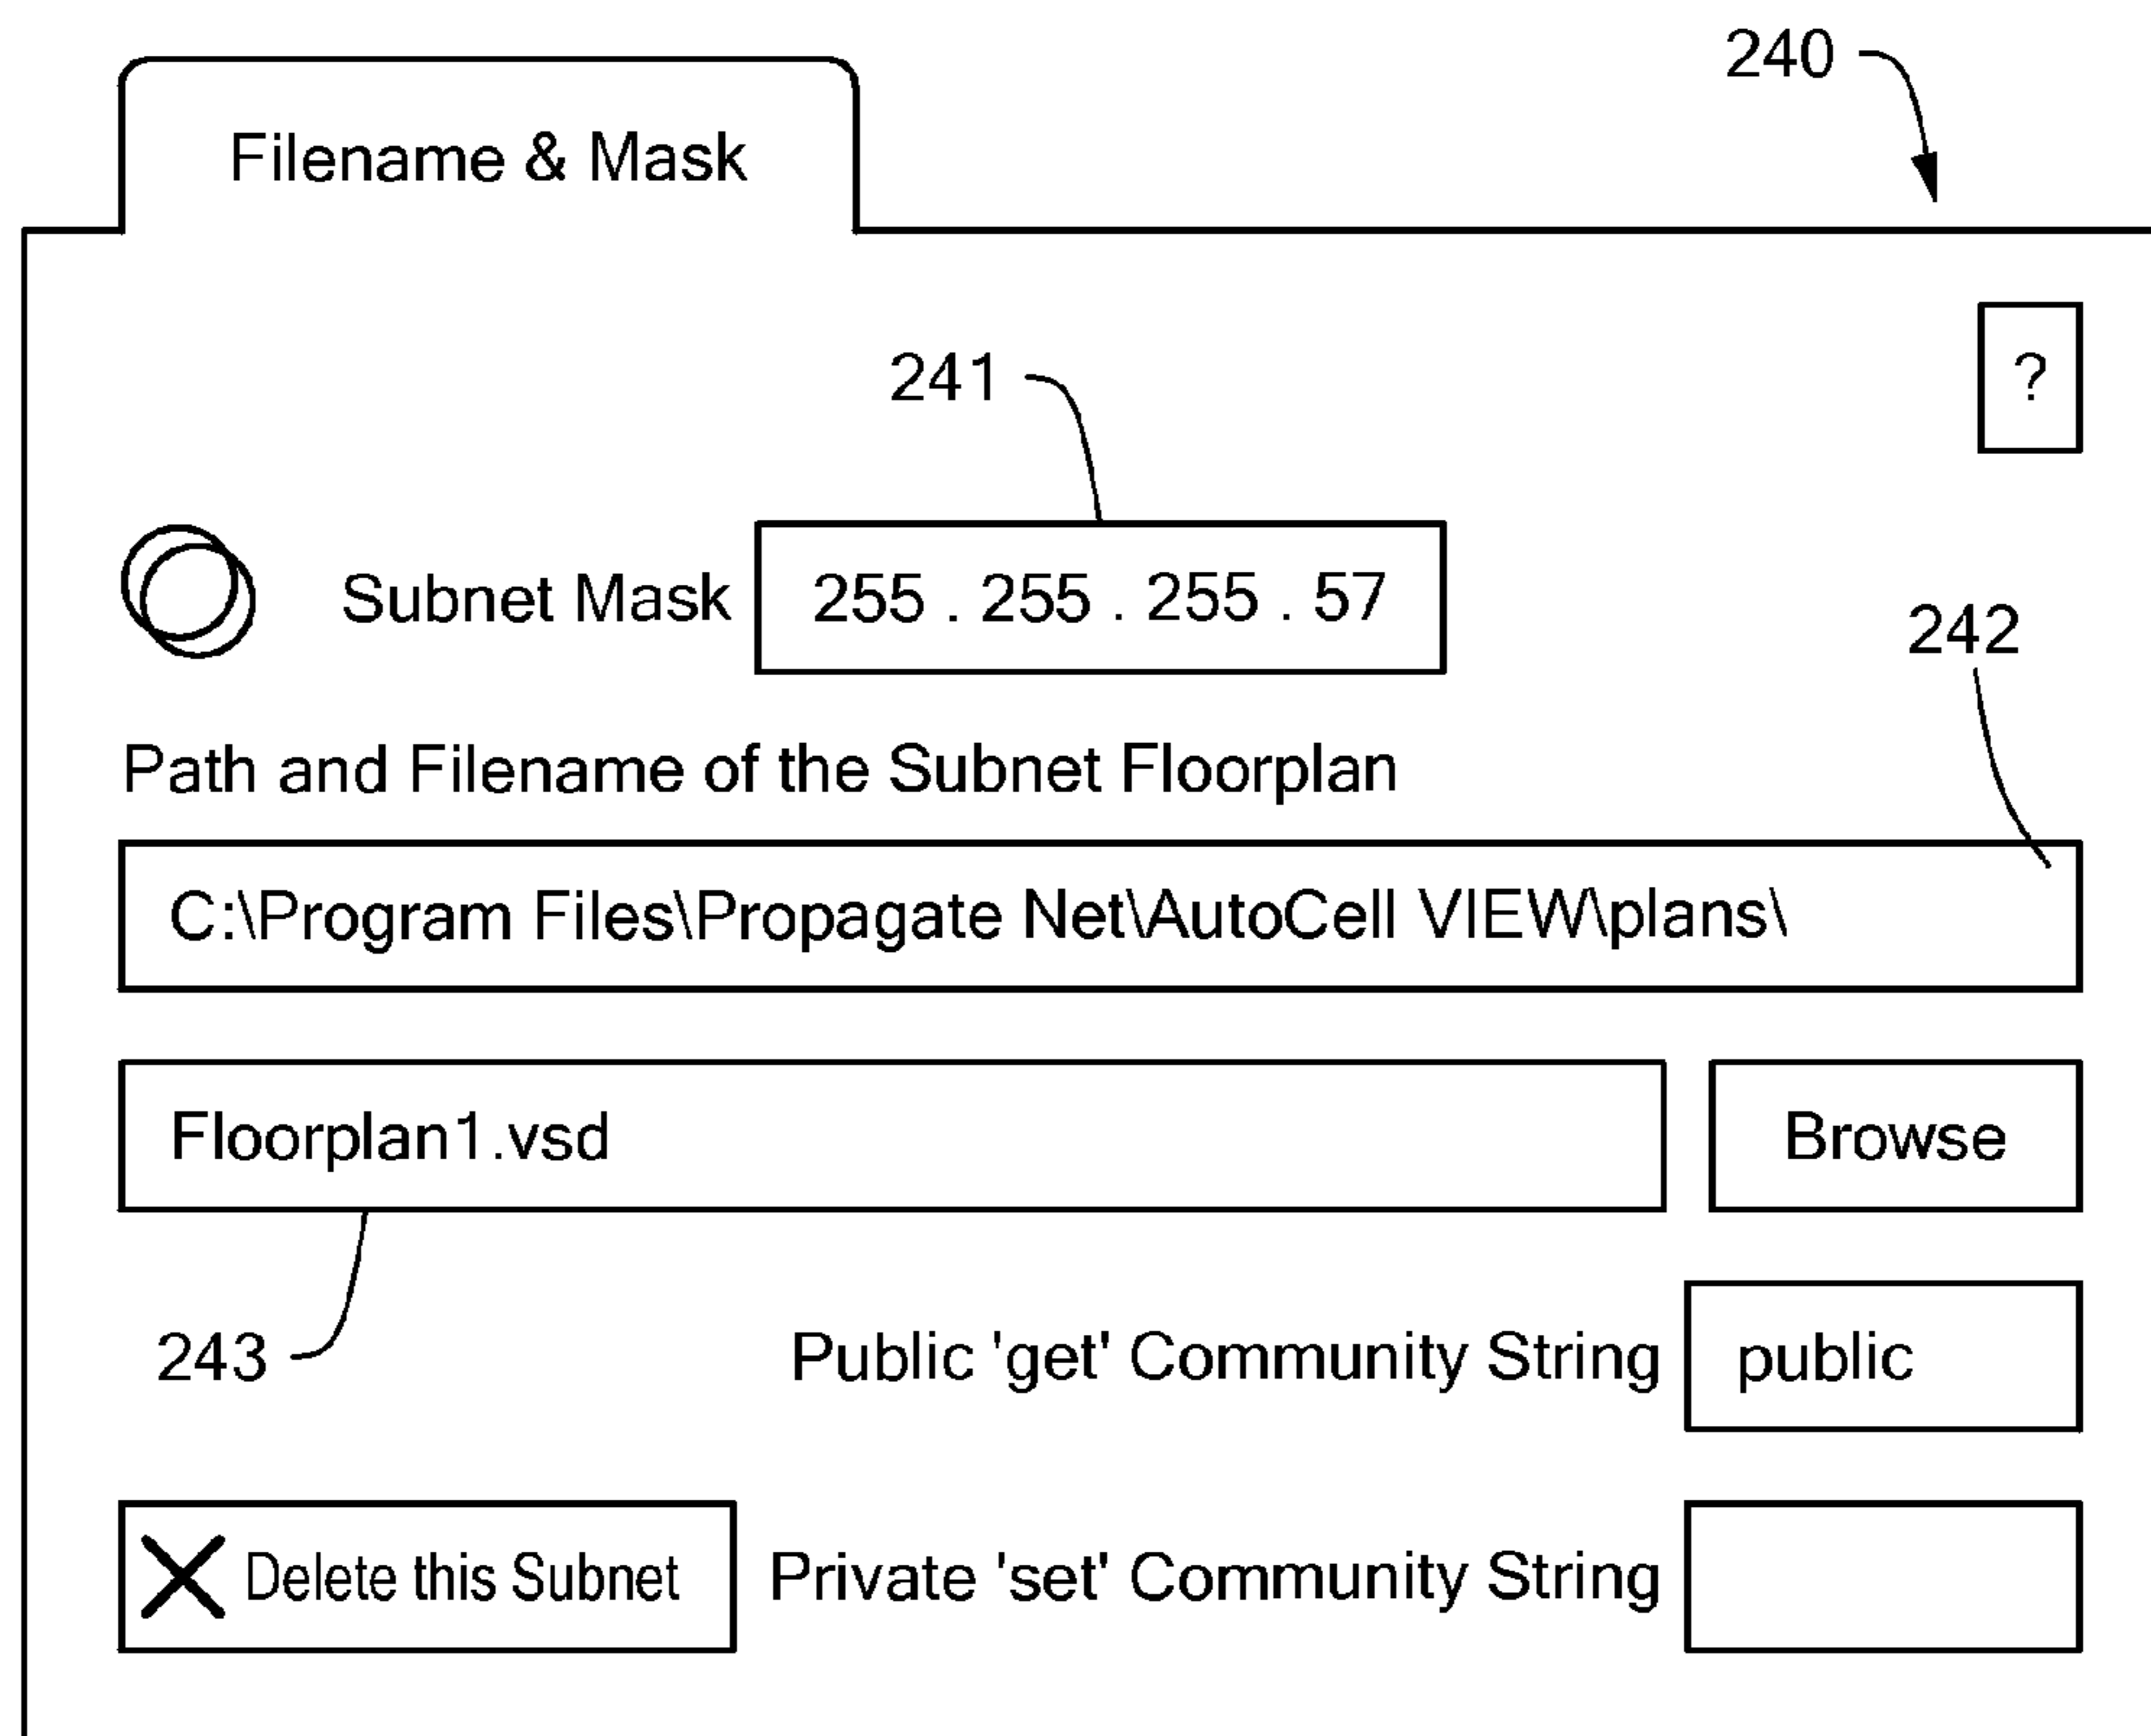 240
Filename & Mask
?
241
Subnet Mask 255 . 255 . 255 . 57
242
Path and Filename of the Subnet Floorplan
C:\Program Files\Propagate Net\AutoCell VIEW\plans\
Floorplan1.vsd Browse
243 Public 'get' Community String public
Delete this Subnet Private 'set' Community String